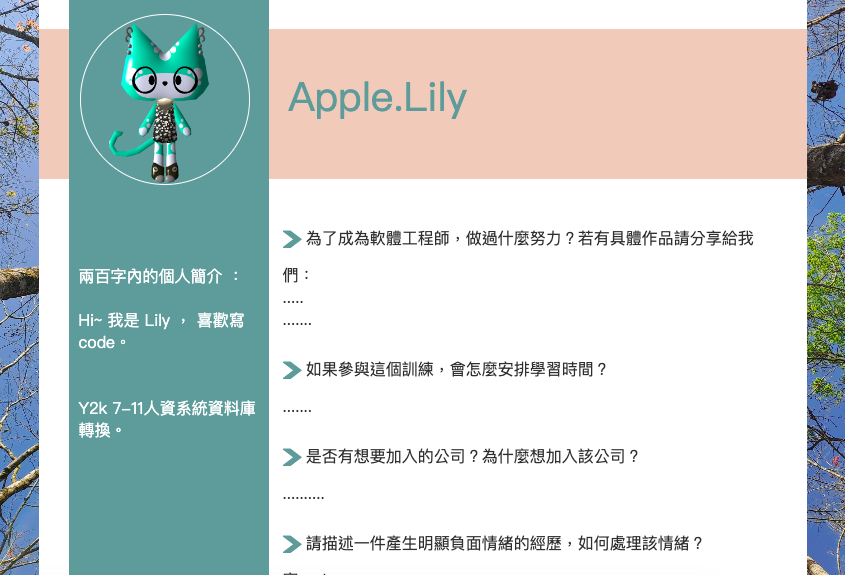 Apple.Lily
兩百字內的個人簡介 ：
Hi~ 我是 Lily ， 喜歡寫
code。
Y2k 7-11人資系統資料庫
轉換。
為了成為軟體工程師，做過什麼努力？若有具體作品請分享給我
們：
.....
.......
如果參與這個訓練，會怎麼安排學習時間？
.......
是否有想要加入的公司？為什麼想加入該公司？
..........
請描述一件產生明顯負面情緒的經歷，如何處理該情緒？